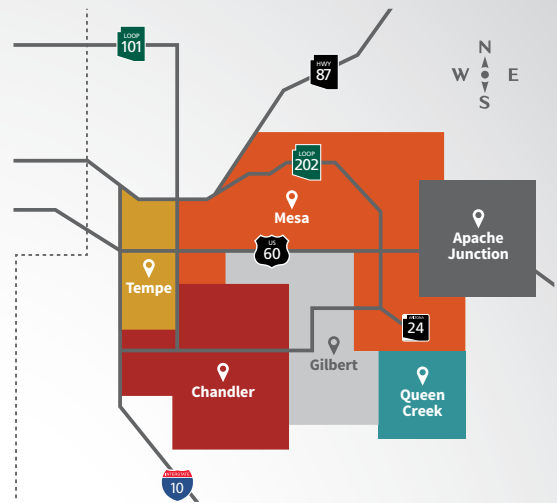 LOOP
101
HWY
87
N
W E
S
LOOP
202
Mesa
Apache
Junction
US
60
Tempe
ARIZONA
24
Gilbert
Chandler
Queen
Creek
INTERSTATE
10